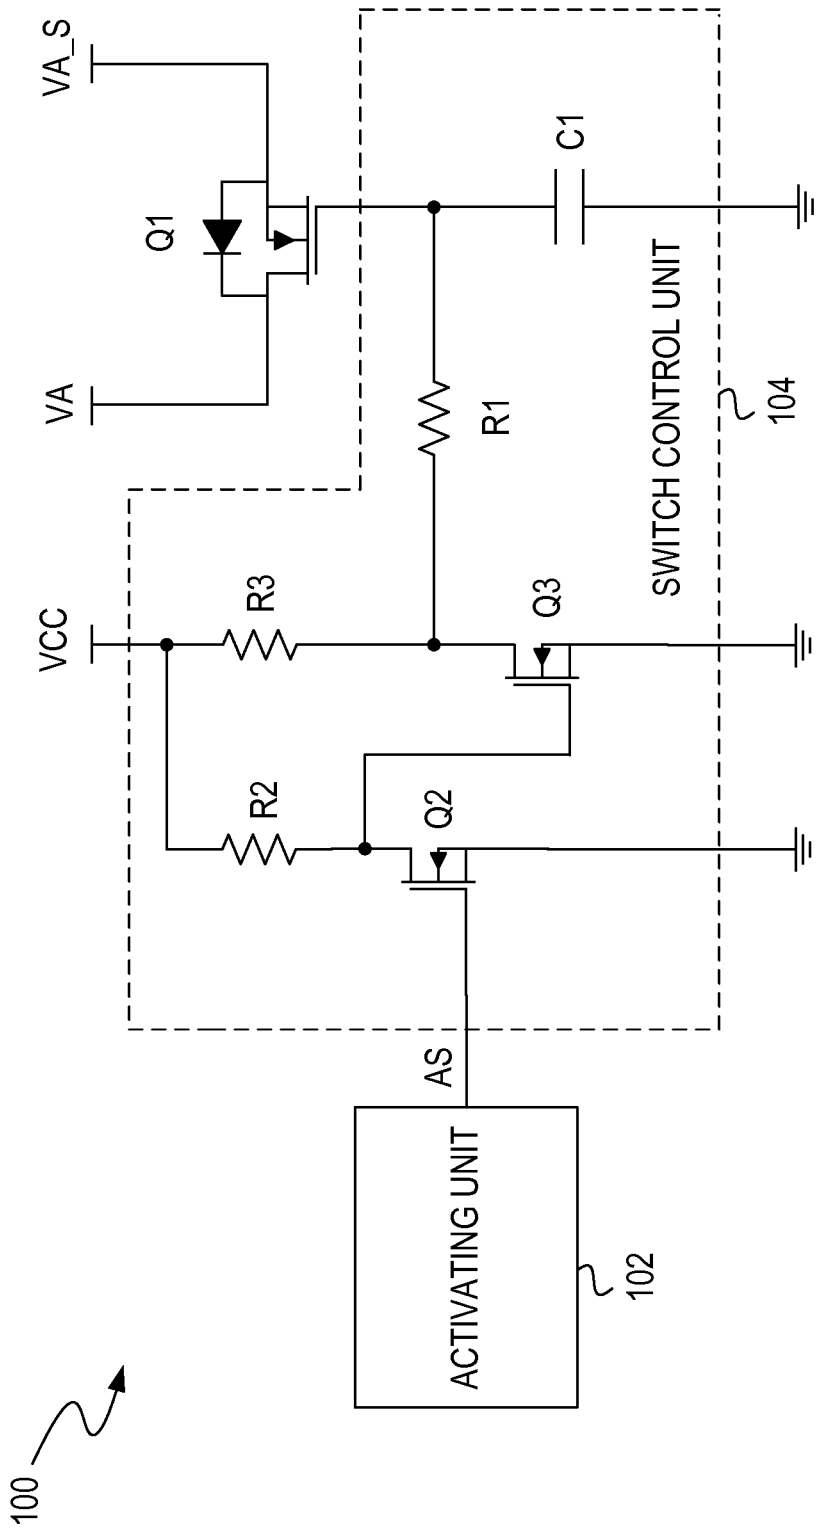 100
ACTIVATING UNIT
102
AS
VCC
R2
Q2
R3
Q3
VA
Q1
VA_S
R1
C1
SWITCH CONTROL UNIT
104